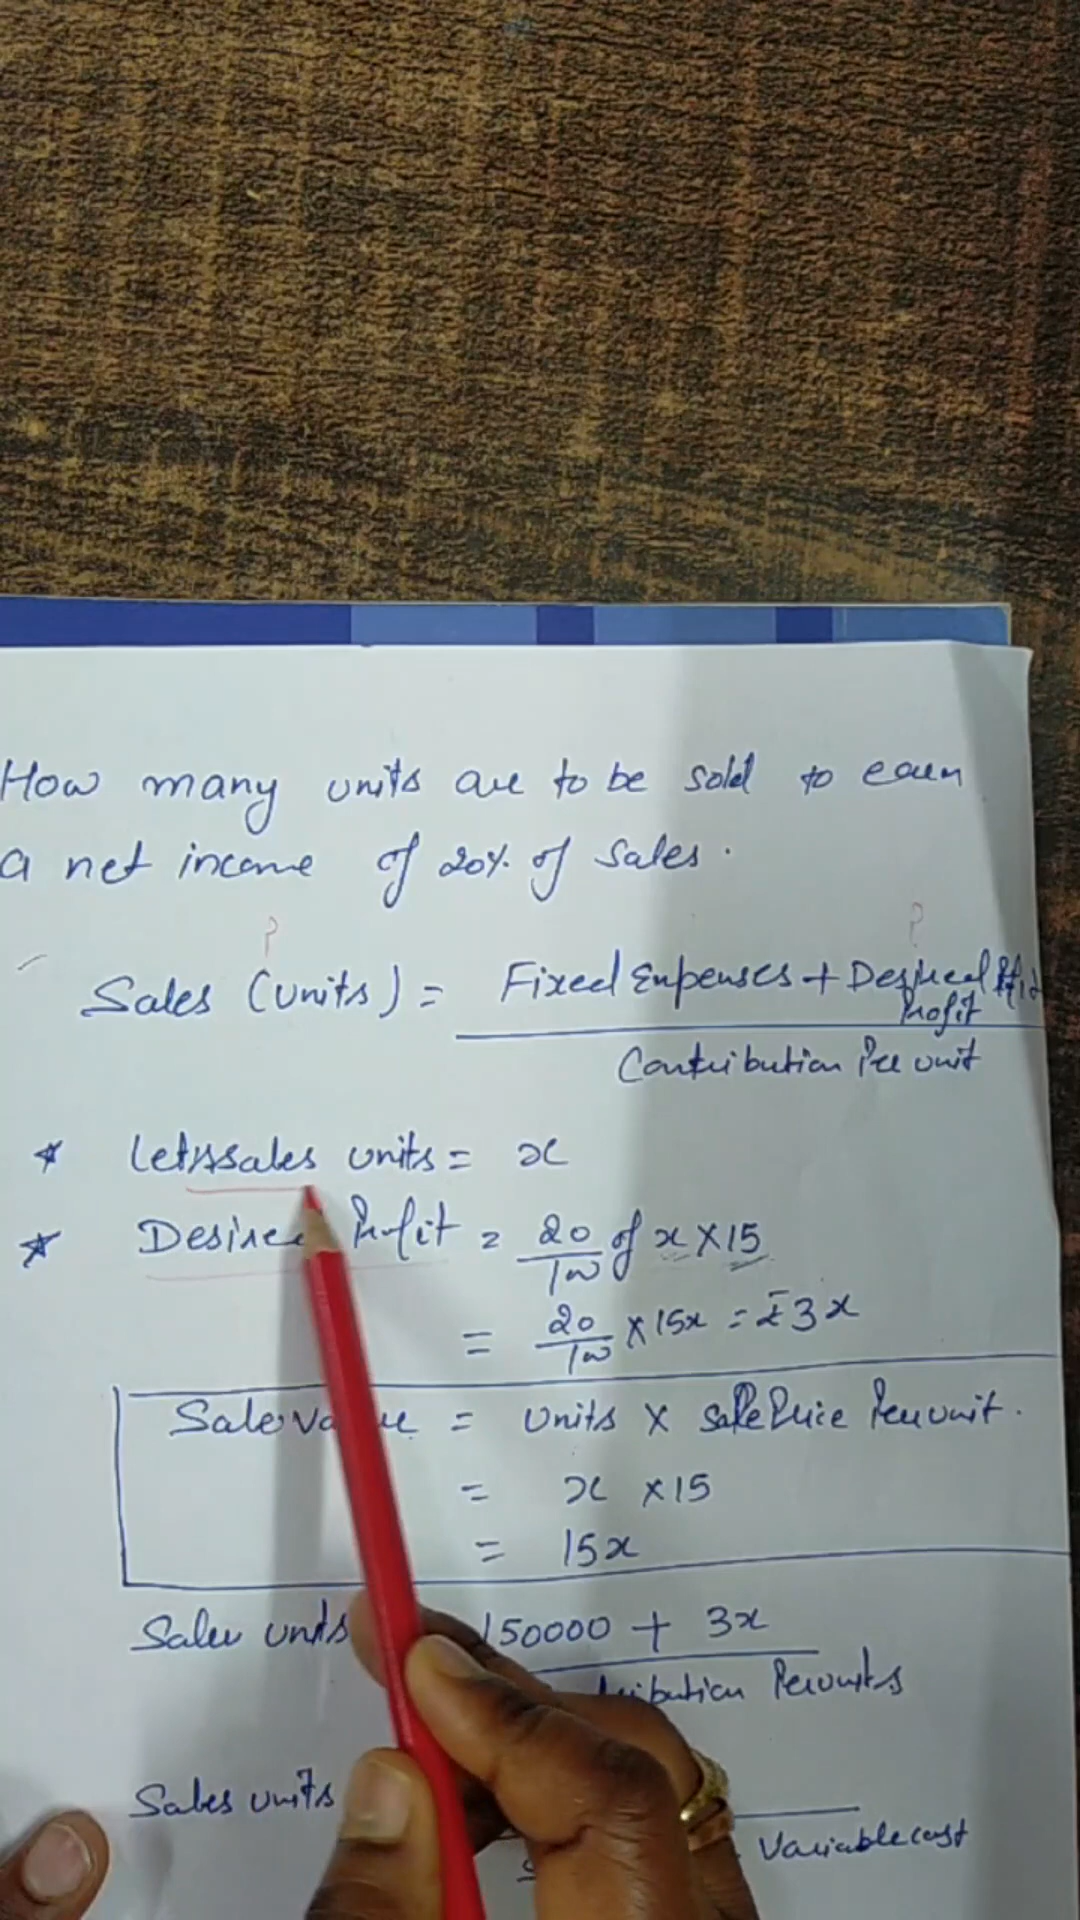 How many units are to be sold to earn
a net income of 20% of sales.
?
?
Sales (units) = Fixed Expenses + Desired
Profit
Contribution Per unit
* Let sales units = x
* Desired Profit = 20/100 of x × 15
= 20/100 × 15x = ₹ 3x
Sale = Units × Sale Price Per unit.
= x × 15
= 15x
Sales units 150000 + 3x
Per units
Sales units
Variable cost